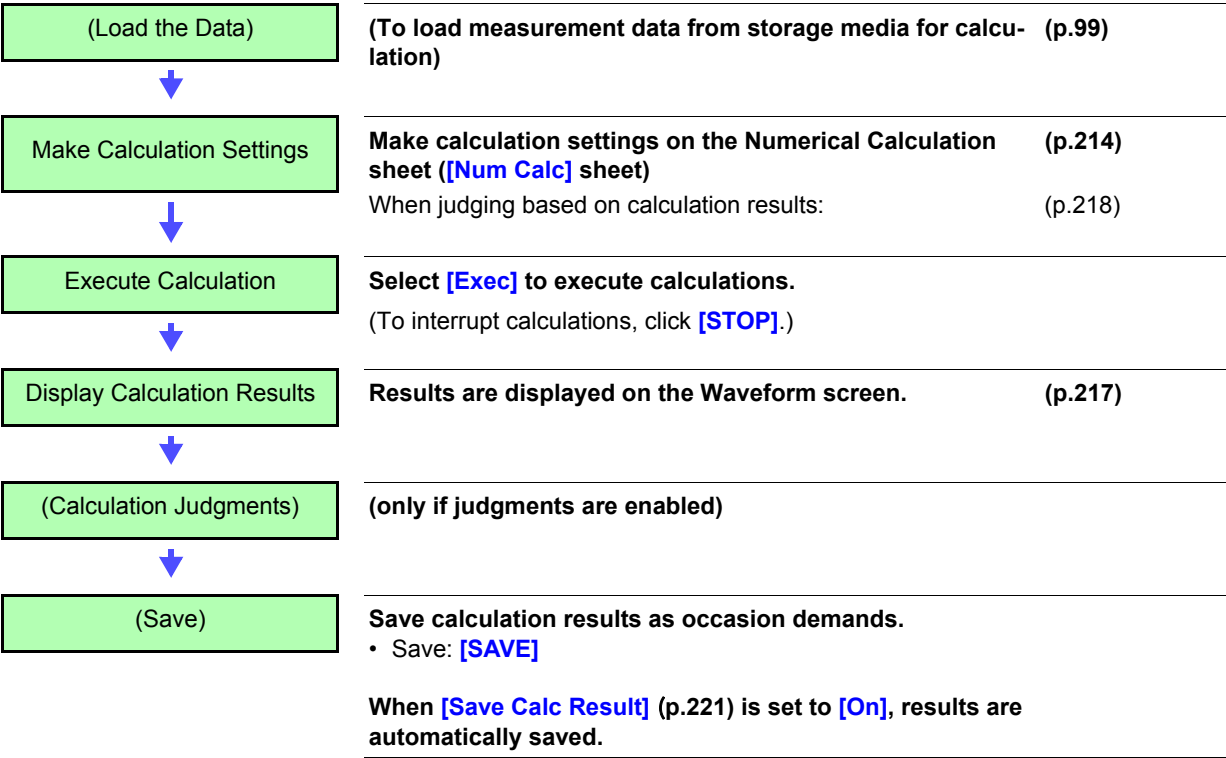 (Load the Data)
(To load measurement data from storage media for calcu- (p.99)
lation)
Make Calculation Settings
Make calculation settings on the Numerical Calculation (p.214)
sheet ([Num Calc] sheet)
When judging based on calculation results: (p.218)
Execute Calculation
Select [Exec] to execute calculations.
(To interrupt calculations, click [STOP].)
Display Calculation Results
Results are displayed on the Waveform screen. (p.217)
(Calculation Judgments)
(only if judgments are enabled)
(Save)
Save calculation results as occasion demands.
• Save: [SAVE]
When [Save Calc Result] (p.221) is set to [On], results are
automatically saved.